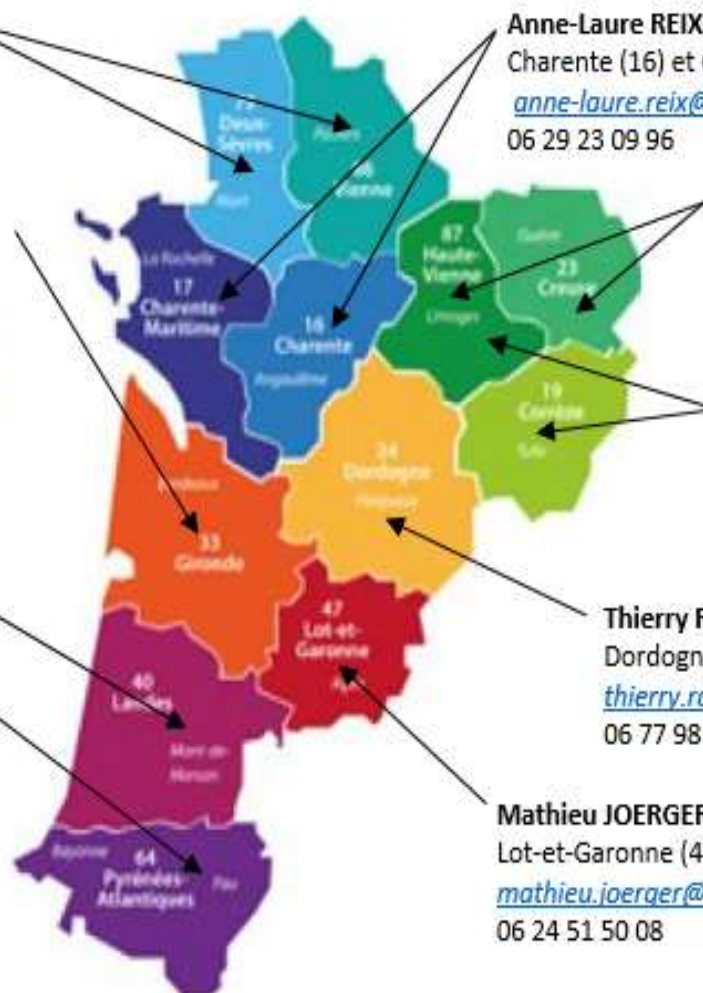 Anne-Laure REIX
Charente (16) et
anne-laure.reix@
06 29 23 09 96
79
Deux-
Sèvres
Niort
Poitiers
86
Vienne
La Rochelle
17
Charente-
Maritime
16
Charente
Angoulême
87
Haute-
Vienne
Limoges
Guéret
23
Creuse
19
Corrèze
Tulle
24
Dordogne
Périgueux
Bordeaux
33
Gironde
47
Lot-et-
Garonne
Agen
40
Landes
Mont-de-
Marsan
Bayonne
64
Pyrénées-
Atlantiques
Pau
Thierry
Dordogn
thierry.ro
06 77 98
Mathieu JOERGER
Lot-et-Garonne (4
mathieu.joerger@
06 24 51 50 08